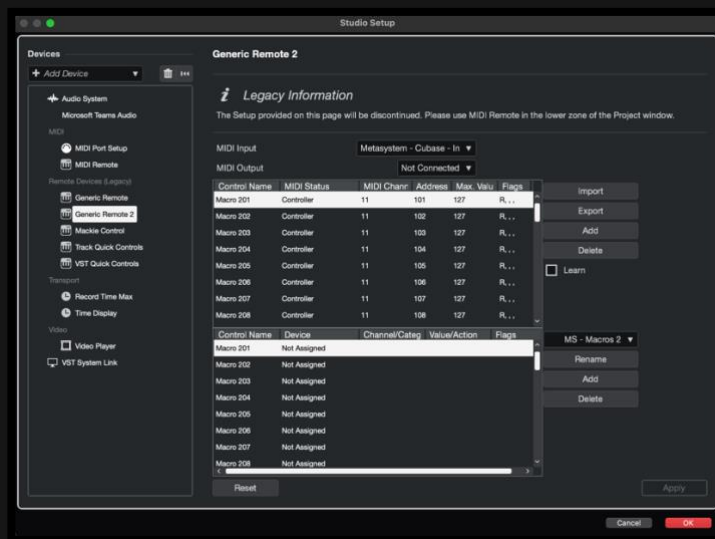 Studio Setup
Devices
+ Add Device
Audio System
Microsoft Teams Audio
MIDI
MIDI Port Setup
MIDI Remote
Remote Devices (Legacy)
Generic Remote
Generic Remote 2
Mackie Control
Track Quick Controls
VST Quick Controls
Transport
Record Time Max
Time Display
Video
Video Player
VST System Link
Generic Remote 2
i Legacy Information
The Setup provided on this page will be discontinued. Please use MIDI Remote in the lower zone of the Project window.
MIDI Input Metasystem - Cubase - In
MIDI Output Not Connected
Control Name MIDI Status MIDI Chanr Address Max. Valu Flags
Macro 201 Controller 11 101 127 R, , ,
Macro 202 Controller 11 102 127 R, , ,
Macro 203 Controller 11 103 127 R, , ,
Macro 204 Controller 11 104 127 R, , ,
Macro 205 Controller 11 105 127 R, , ,
Macro 206 Controller 11 106 127 R, , ,
Macro 207 Controller 11 107 127 R, , ,
Macro 208 Controller 11 108 127 R, , ,
Import
Export
Add
Delete
Learn
Control Name Device Channel/Categ Value/Action Flags
Macro 201 Not Assigned
Macro 202 Not Assigned
Macro 203 Not Assigned
Macro 204 Not Assigned
Macro 205 Not Assigned
Macro 206 Not Assigned
Macro 207 Not Assigned
Macro 208 Not Assigned
MS - Macros 2
Rename
Add
Delete
Reset
Apply
Cancel
OK